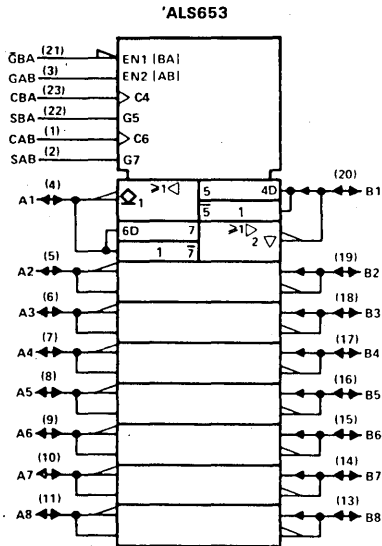 'ALS653
G̅BA (21) EN1 [BA]
GAB (3) EN2 [AB]
CBA (23) C4
SBA (22) G5
CAB (1) C6
SAB (2) G7
A1 (4) 1 ≥1 5 4D (20) B1
5̅ 1
6D 7 ≥1
1 7̅ 2
A2 (5) (19) B2
A3 (6) (18) B3
A4 (7) (17) B4
A5 (8) (16) B5
A6 (9) (15) B6
A7 (10) (14) B7
A8 (11) (13) B8